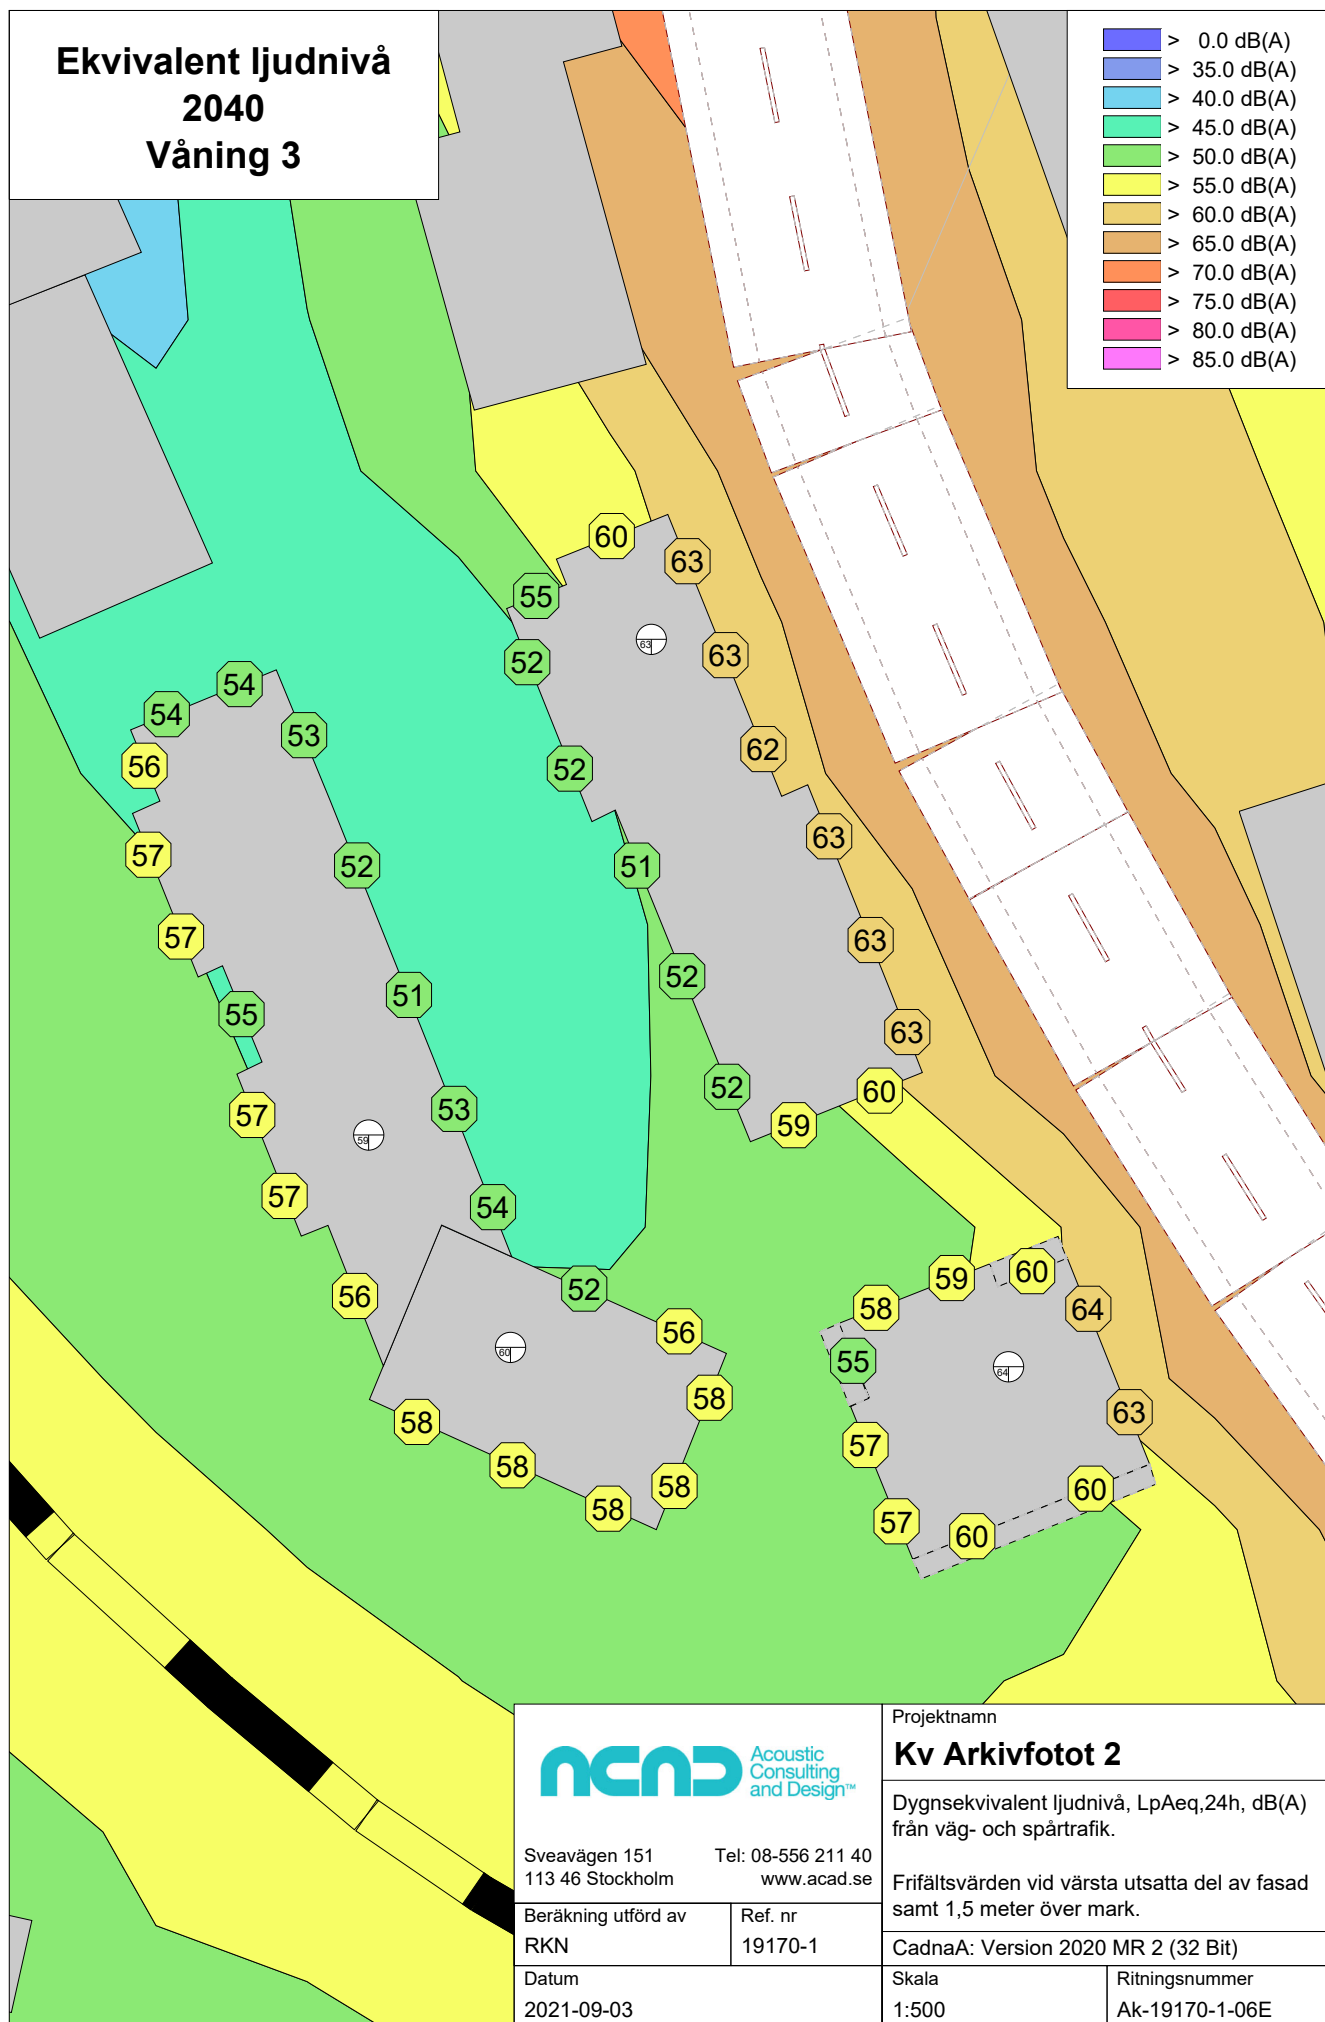 Ekvivalent ljudnivå
2040
Våning 3
> 0.0 dB(A)
> 35.0 dB(A)
> 40.0 dB(A)
> 45.0 dB(A)
> 50.0 dB(A)
> 55.0 dB(A)
> 60.0 dB(A)
> 65.0 dB(A)
> 70.0 dB(A)
> 75.0 dB(A)
> 80.0 dB(A)
> 85.0 dB(A)
60
63
55
63
63
52
54
54
53
62
56
52
63
57
52
51
63
57
52
51
55
63
52
60
53
57
59
59
57
54
60
59
52
56
58
64
56
60
55
64
58
63
58
57
58
58
60
58
57
60
acad
Acoustic
Consulting
and Design™
Sveavägen 151
113 46 Stockholm
Tel: 08-556 211 40
www.acad.se
Beräkning utförd av
RKN
Ref. nr
19170-1
Datum
2021-09-03
Projektnamn
Kv Arkivfotot 2
Dygnsekvivalent ljudnivå, LpAeq,24h, dB(A)
från väg- och spårtrafik.
Frifältsvärden vid värsta utsatta del av fasad
samt 1,5 meter över mark.
CadnaA: Version 2020 MR 2 (32 Bit)
Skala
1:500
Ritningsnummer
Ak-19170-1-06E